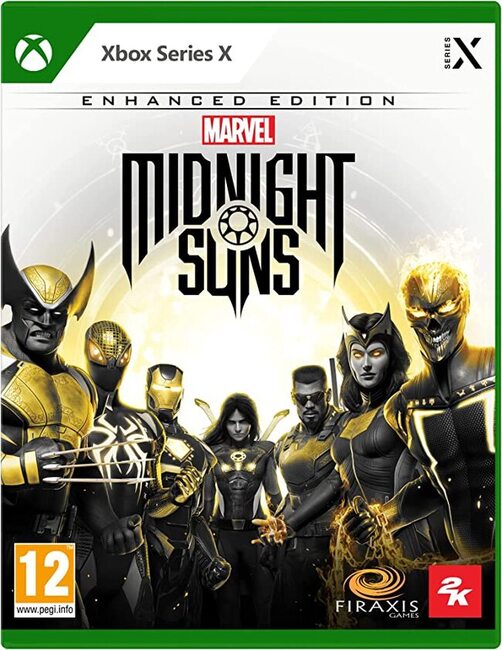 Xbox Series X
SERIES X
ENHANCED EDITION
MARVEL
MIDNIGHT
SUNS
12
www.pegi.info
FIRAXIS
GAMES
2K